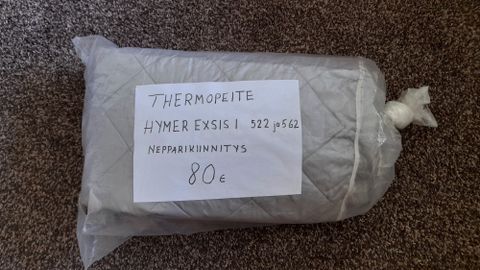 THERMOPEITE
HYMER EXSIS I 522 ja 562
NEPPARIKIINNITYS
80 €